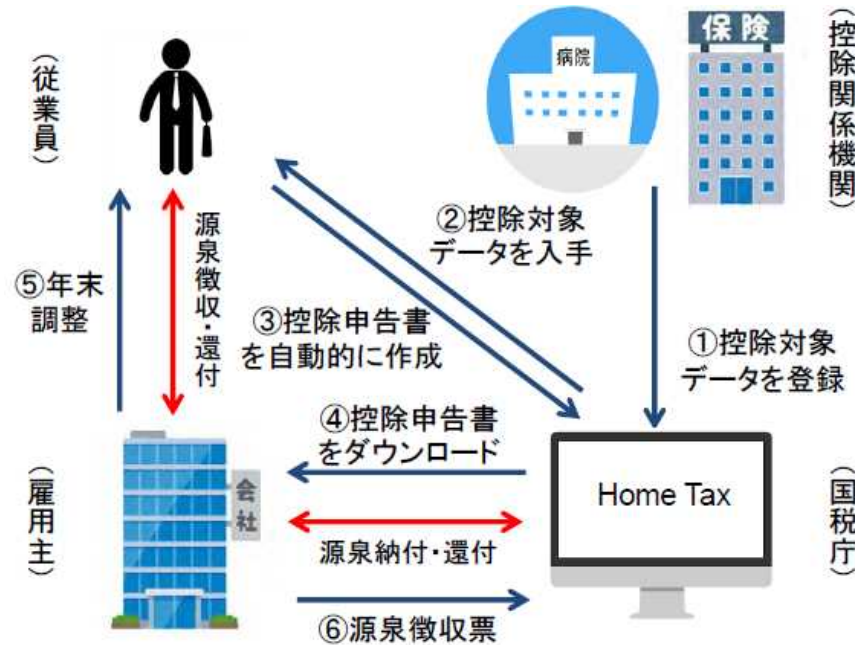 （従業員）
病院
保険
（控除関係機関）
②控除対象
データを入手
源泉徴収・還付
⑤年末
調整
③控除申告書
を自動的に作成
①控除対象
データを登録
④控除申告書
をダウンロード
（雇用主）
会社
Home Tax
（国税庁）
源泉納付・還付
⑥源泉徴収票